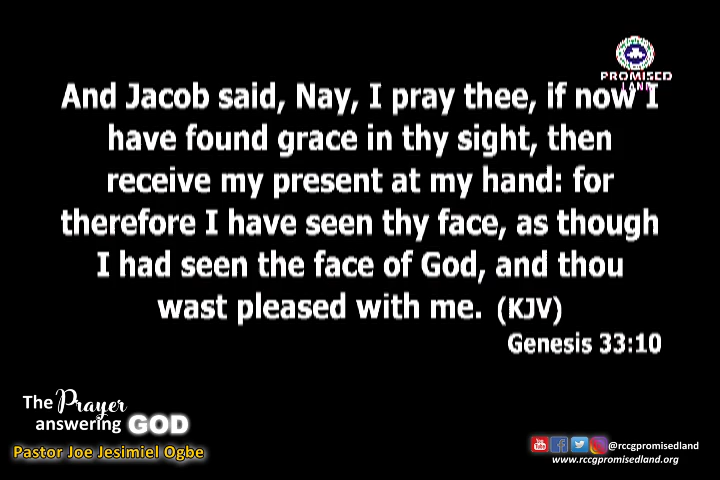 PROMISED
LAND
And Jacob said, Nay, I pray thee, if now I
have found grace in thy sight, then
receive my present at my hand: for
therefore I have seen thy face, as though
I had seen the face of God, and thou
wast pleased with me. (KJV)
Genesis 33:10
The Prayer
answering GOD
Pastor Joe Jesimiel Ogbe
You Tube
@rccgpromisedland
www.rccgpromisedland.org